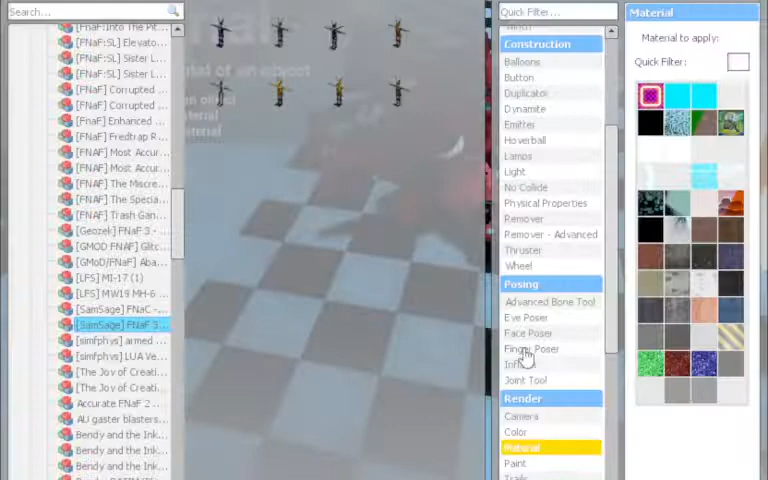 Search...
[FNaF:Into The Pit...
[FNaF:SL] Elevato...
[FNaF:SL] Sister L...
[FNaF:SL] Sister L...
[FNaF] Corrupted ...
[FNaF] Corrupted ...
[FnaF] Enhanced ...
[FNaF] Fredtrap R...
[FNAF] Most Accur...
[FNAF] Most Accur...
[FNAF] The Miscre...
[FNAF] The Specia...
[FNAF] Trash Gan...
[Geozek] FNaF 3 - ...
[GMOD FNAF] Glitc...
[GMoD/FNaF] Aba...
[LFS] MI-17 (1)
[LFS] MW19 MH-6 ...
[SamSage] FNaC -...
[SamSage] FNaF 3...
[simfphys] armed ...
[simfphys] LUA Ve...
[The Joy of Creati...
[The Joy of Creati...
Accurate FNaF 2 ...
AU gaster blasters...
Bendy and the Ink...
Bendy and the Ink...
Bendy and the Ink...
of an object
object
Quick Filter...
Winch
Construction
Balloons
Button
Duplicator
Dynamite
Emitter
Hoverball
Lamps
Light
No Collide
Physical Properties
Remover
Remover - Advanced
Thruster
Wheel
Posing
Advanced Bone Tool
Eye Poser
Face Poser
Finger Poser
Joint Tool
Render
Camera
Color
Material
Paint
Trails
Material
Material to apply:
Quick Filter: